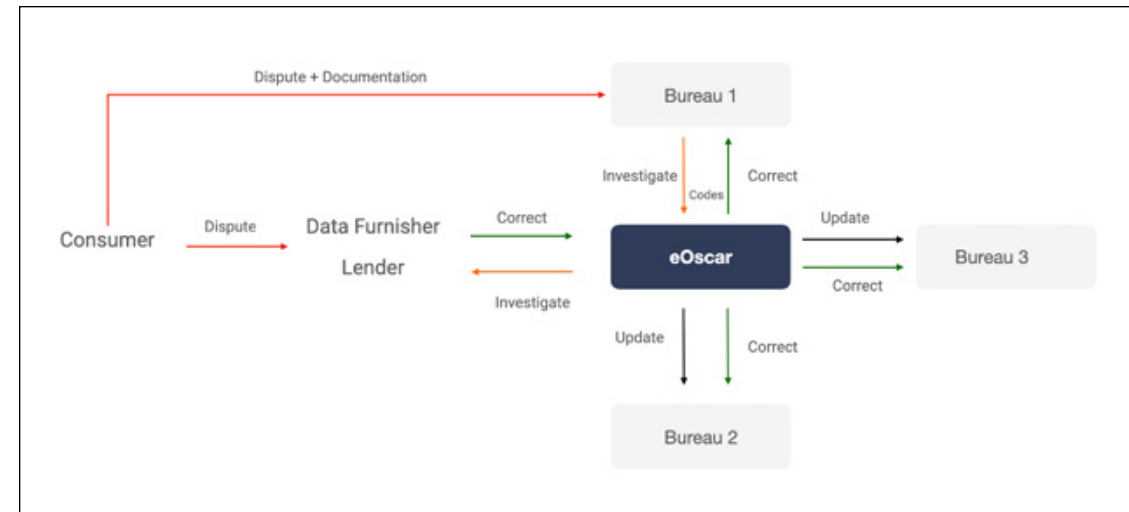 Dispute + Documentation
Bureau 1
Investigate
Codes
Correct
Consumer
Dispute
Data Furnisher
Lender
Correct
Investigate
eOscar
Update
Correct
Bureau 3
Update
Correct
Bureau 2